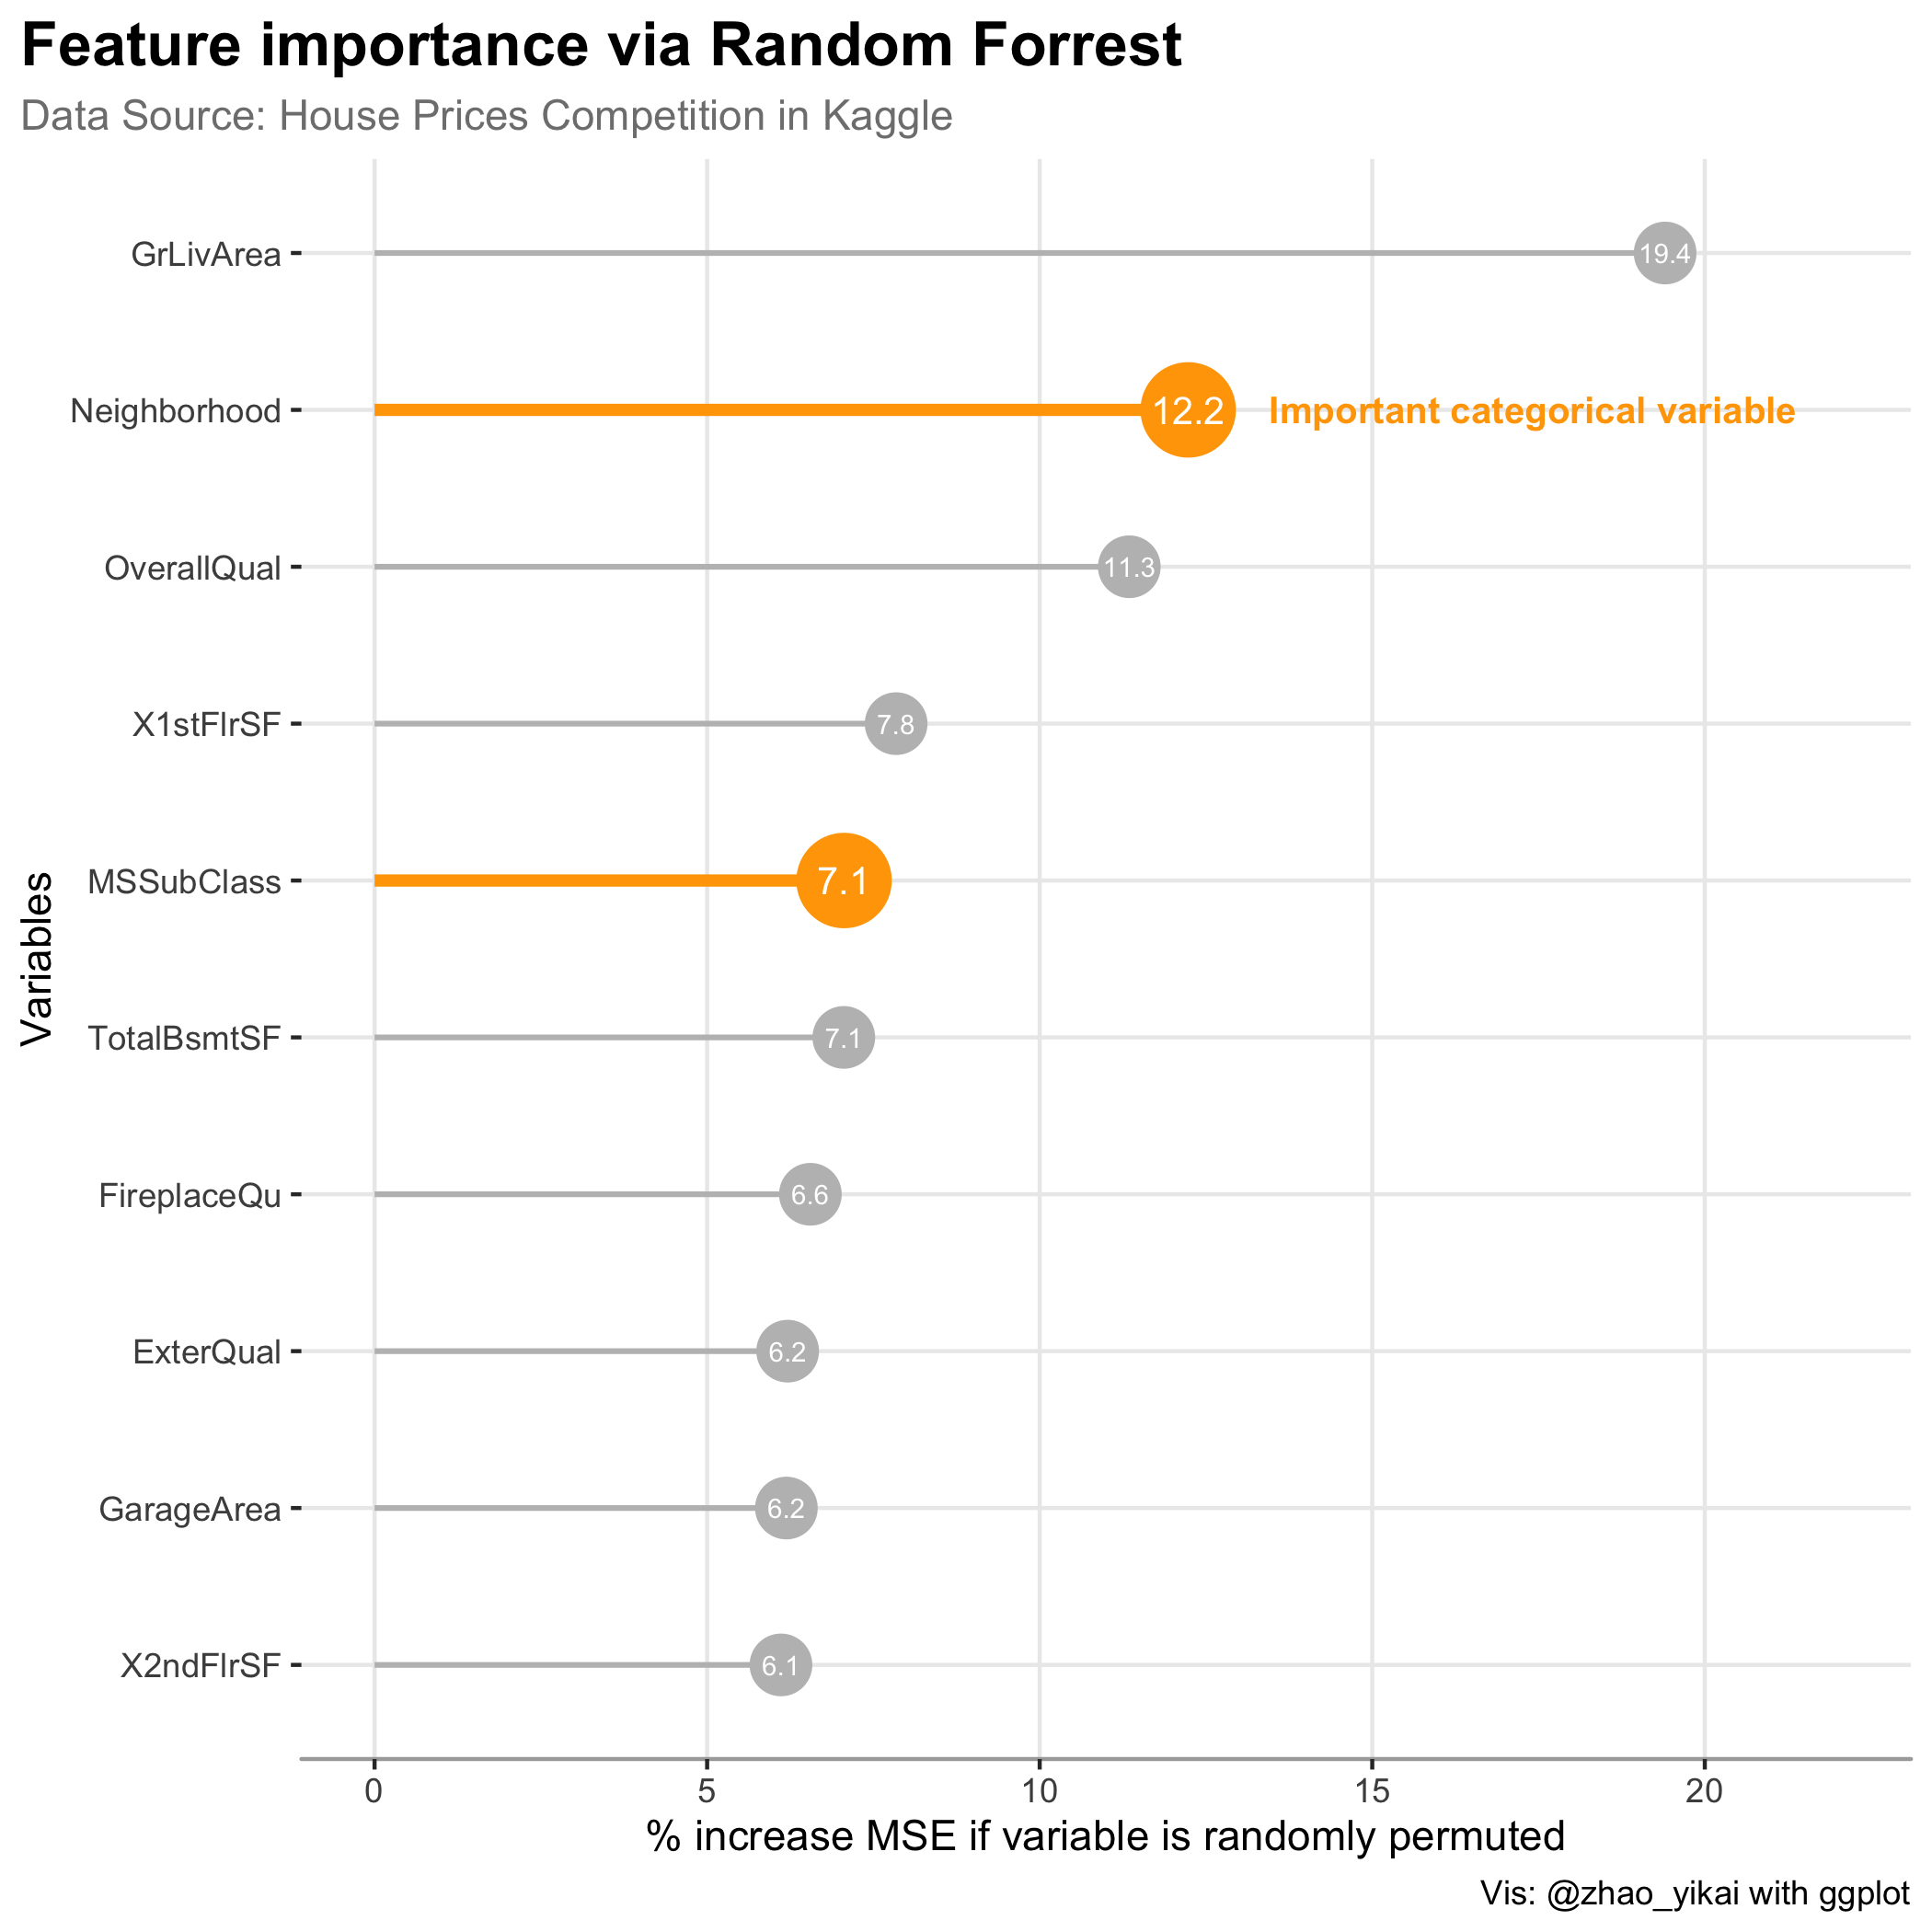 Feature importance via Random Forrest
Data Source: House Prices Competition in Kaggle
GrLivArea
19.4
Neighborhood
12.2
Important categorical variable
OverallQual
11.3
X1stFlrSF
7.8
MSSubClass
7.1
TotalBsmtSF
7.1
FireplaceQu
6.6
ExterQual
6.2
GarageArea
6.2
X2ndFlrSF
6.1
Variables
0 5 10 15 20
% increase MSE if variable is randomly permuted
Vis: @zhao_yikai with ggplot